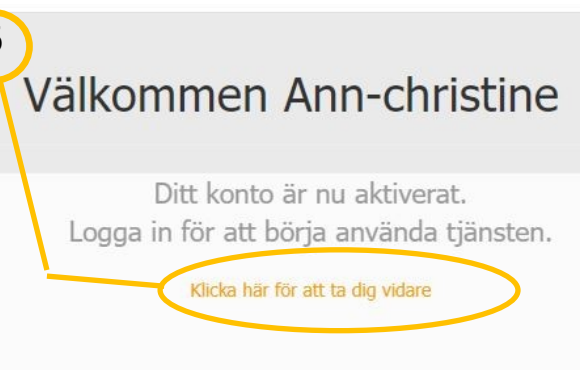 Välkommen Ann-christine
Ditt konto är nu aktiverat.
Logga in för att börja använda tjänsten.
Klicka här för att ta dig vidare